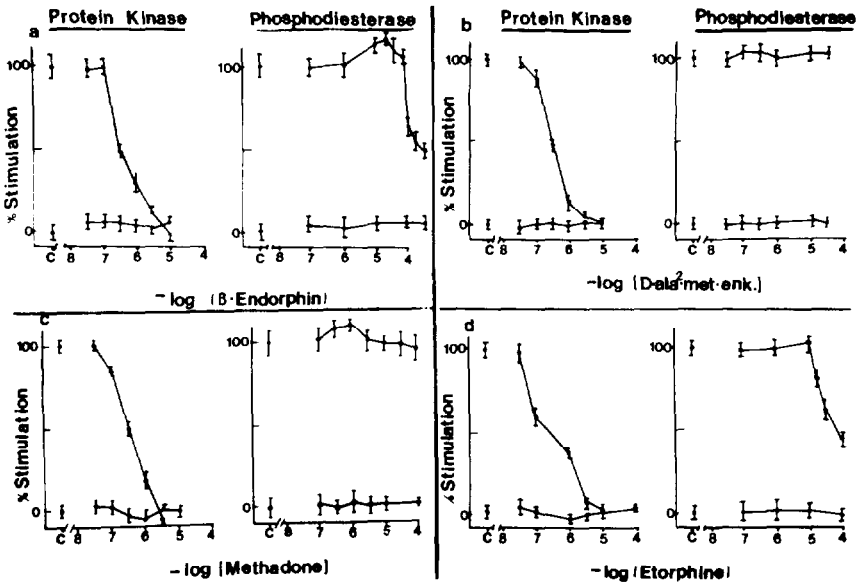 a
Protein Kinase
Phosphodiesterase
% Stimulation
100
0
C 8 7 6 5 4
100
0
C 8 7 6 5 4
-log [β·Endorphin]
b
Protein Kinase
Phosphodiesterase
% Stimulation
100
0
C 8 7 6 5 4
100
0
C 8 7 6 5 4
-log [D-ala²-met-enk.]
c
% Stimulation
100
0
C 8 7 6 5 4
100
0
C 8 7 6 5 4
-log [Methadone]
d
% Stimulation
100
0
C 8 7 6 5 4
100
0
C 8 7 6 5 4
-log [Etorphine]